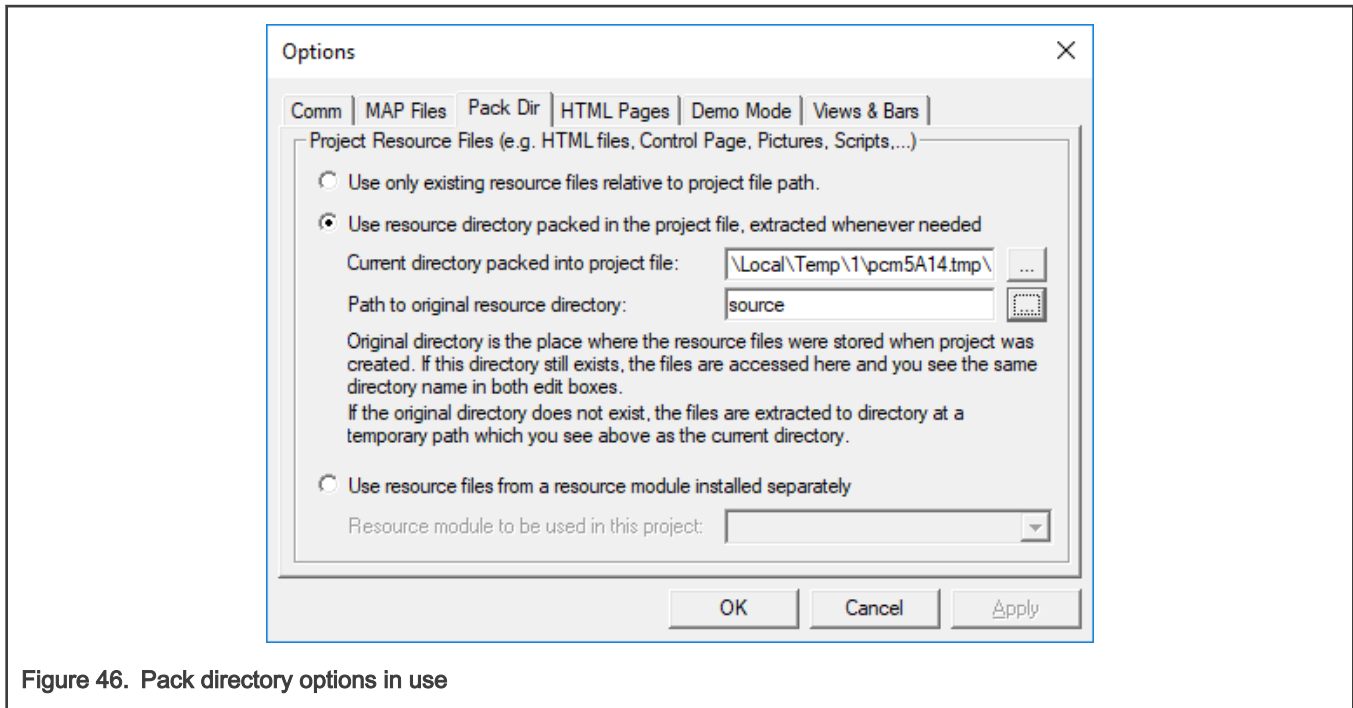 Options
Comm MAP Files Pack Dir HTML Pages Demo Mode Views & Bars
Project Resource Files (e.g. HTML files, Control Page, Pictures, Scripts,...)
Use only existing resource files relative to project file path.
Use resource directory packed in the project file, extracted whenever needed
Current directory packed into project file: \Local\Temp\1\pcm5A14.tmp\ ...
Path to original resource directory: source ...
Original directory is the place where the resource files were stored when project was
created. If this directory still exists, the files are accessed here and you see the same
directory name in both edit boxes.
If the original directory does not exist, the files are extracted to directory at a
temporary path which you see above as the current directory.
Use resource files from a resource module installed separately
Resource module to be used in this project:
OK Cancel Apply
Figure 46. Pack directory options in use